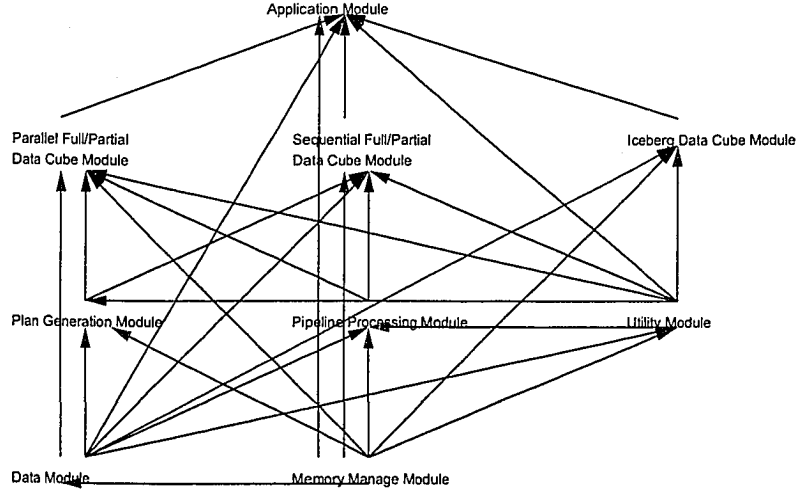 Application Module
Parallel Full/Partial
Data Cube Module
Sequential Full/Partial
Data Cube Module
Iceberg Data Cube Module
Plan Generation Module
Pipeline Processing Module
Utility Module
Data Module
Memory Manage Module